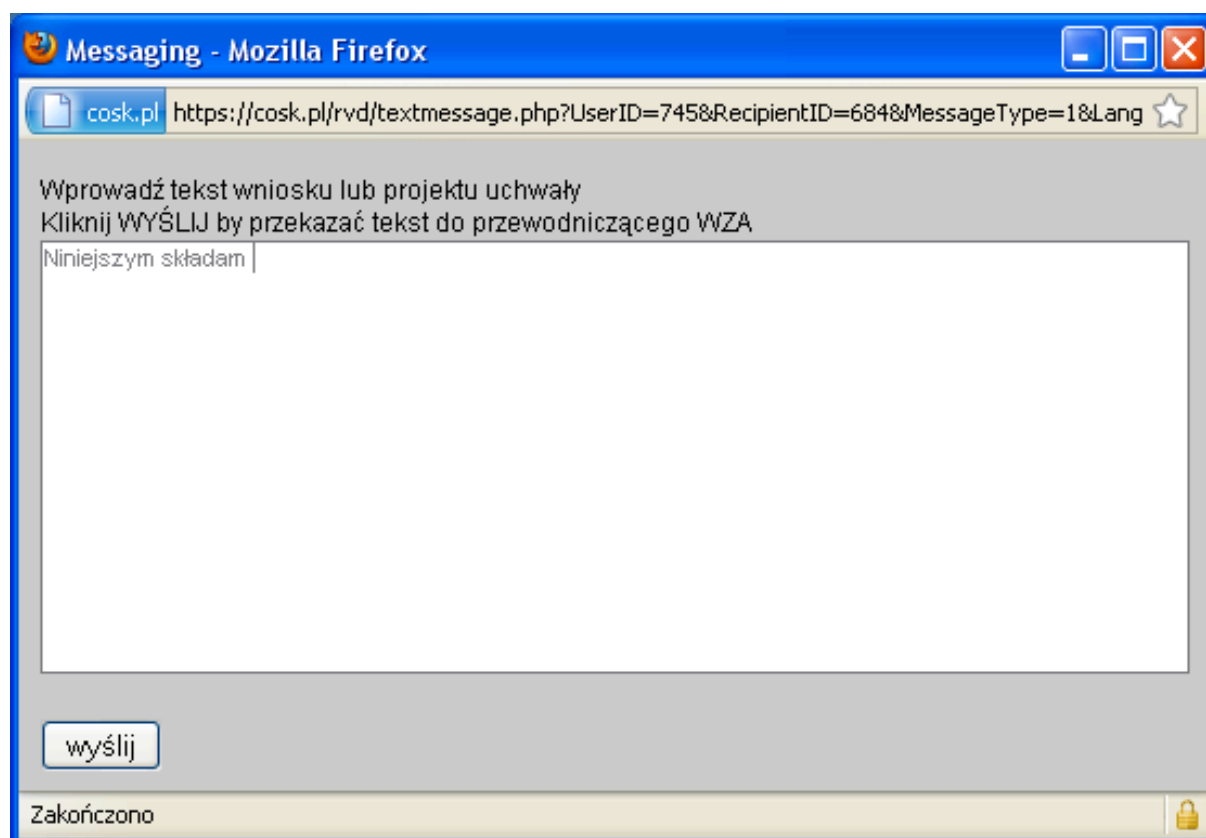 Messaging - Mozilla Firefox
cosk.pl https://cosk.pl/rvd/textmessage.php?UserID=745&RecipientID=684&MessageType=1&Lang
Wprowadź tekst wniosku lub projektu uchwały
Kliknij WYŚLIJ by przekazać tekst do przewodniczącego WZA
Niniejszym składam
wyślij
Zakończono